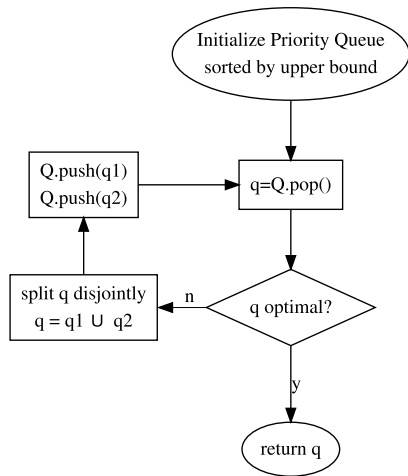 Initialize Priority Queue
sorted by upper bound
Q.push(q1)
Q.push(q2)
q=Q.pop()
split q disjointly
q = q1 ∪ q2
n
q optimal?
y
return q